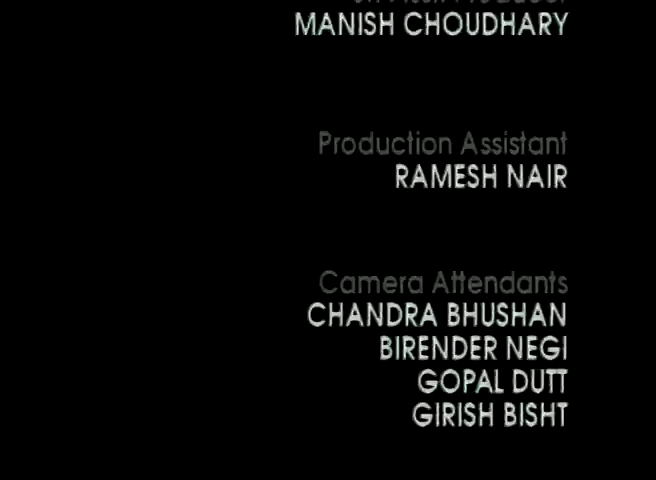 MANISH CHOUDHARY
Production Assistant
RAMESH NAIR
Camera Attendants
CHANDRA BHUSHAN
BIRENDER NEGI
GOPAL DUTT
GIRISH BISHT